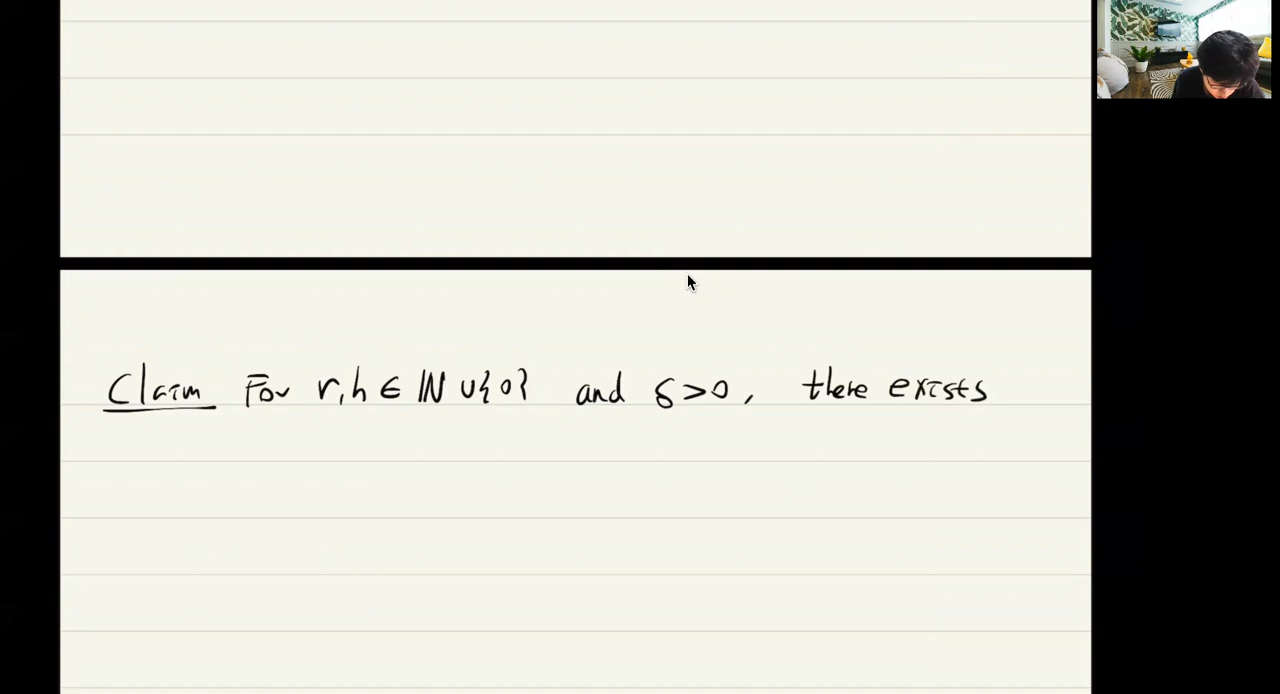 Claim For r,h ∈ ℕ ∪ {0} and δ>0, there exists